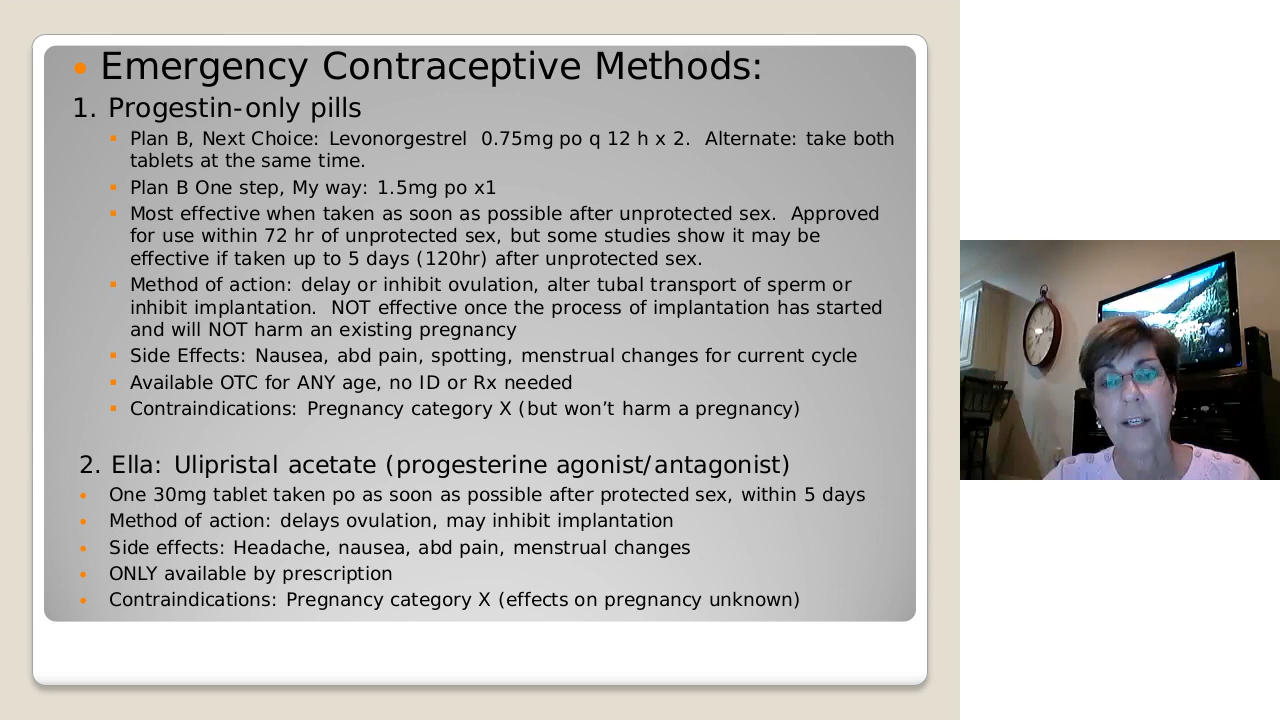 Emergency Contraceptive Methods:
1. Progestin-only pills
Plan B, Next Choice: Levonorgestrel 0.75mg po q 12 h x 2. Alternate: take both
tablets at the same time.
Plan B One step, My way: 1.5mg po x1
Most effective when taken as soon as possible after unprotected sex. Approved
for use within 72 hr of unprotected sex, but some studies show it may be
effective if taken up to 5 days (120hr) after unprotected sex.
Method of action: delay or inhibit ovulation, alter tubal transport of sperm or
inhibit implantation. NOT effective once the process of implantation has started
and will NOT harm an existing pregnancy
Side Effects: Nausea, abd pain, spotting, menstrual changes for current cycle
Available OTC for ANY age, no ID or Rx needed
Contraindications: Pregnancy category X (but won’t harm a pregnancy)
2. Ella: Ulipristal acetate (progesterine agonist/antagonist)
One 30mg tablet taken po as soon as possible after protected sex, within 5 days
Method of action: delays ovulation, may inhibit implantation
Side effects: Headache, nausea, abd pain, menstrual changes
ONLY available by prescription
Contraindications: Pregnancy category X (effects on pregnancy unknown)